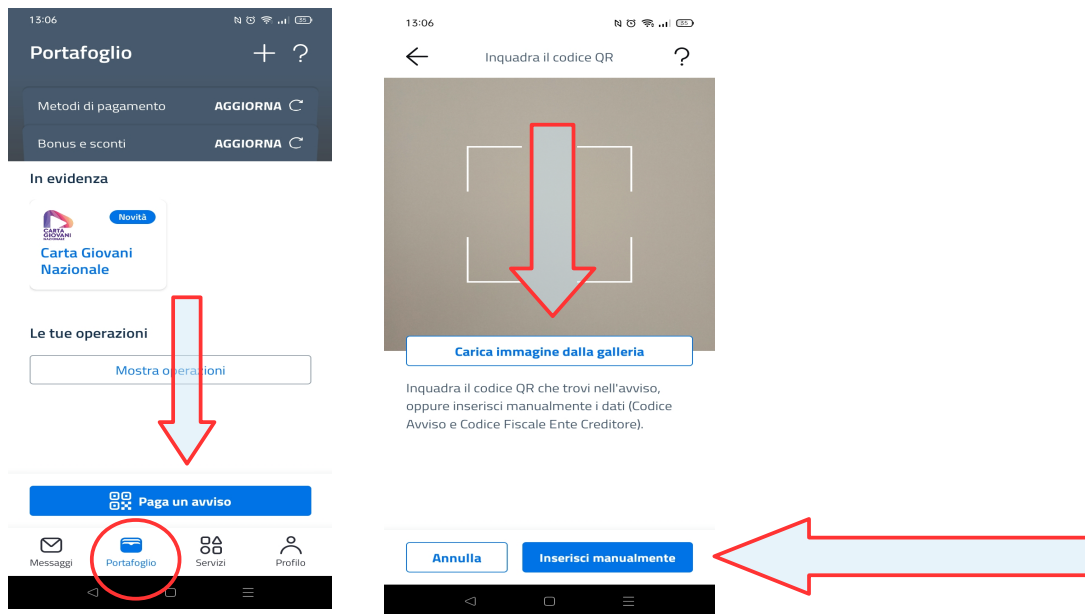 13:06
35
Portafoglio
Metodi di pagamento AGGIORNA
Bonus e sconti AGGIORNA
In evidenza
CARTA
GIOVANI
NAZIONALE
Novità
Carta Giovani
Nazionale
Le tue operazioni
Mostra operazioni
Paga un avviso
Messaggi Portafoglio Servizi Profilo
13:06
35
Inquadra il codice QR
Carica immagine dalla galleria
Inquadra il codice QR che trovi nell'avviso,
oppure inserisci manualmente i dati (Codice
Avviso e Codice Fiscale Ente Creditore).
Annulla Inserisci manualmente